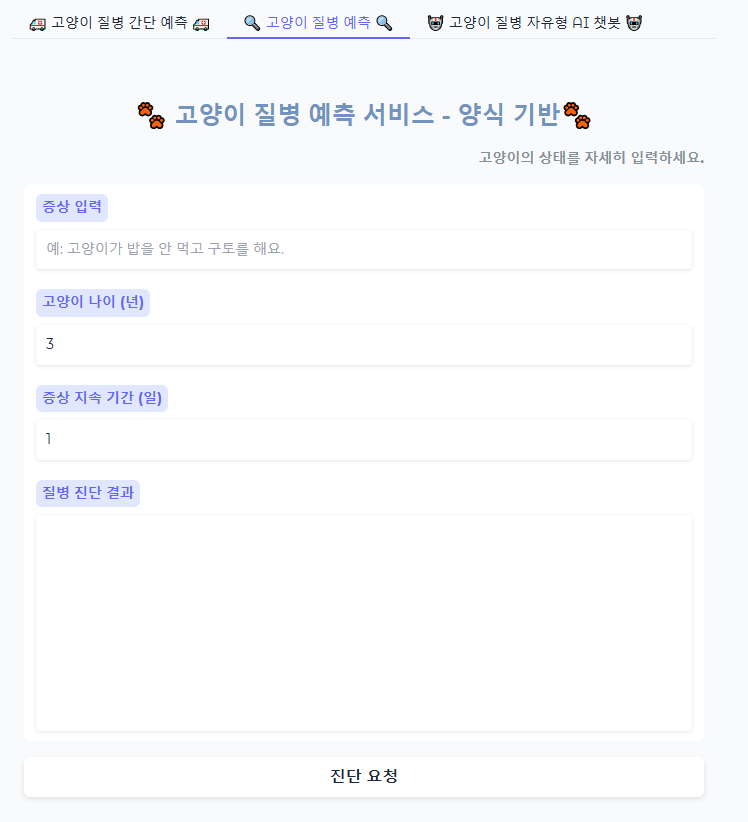 🚑 고양이 질병 간단 예측 🚑 🔍 고양이 질병 예측 🔍 🤖 고양이 질병 자유형 AI 챗봇 🤖
🐾 고양이 질병 예측 서비스 - 양식 기반🐾
고양이의 상태를 자세히 입력하세요.
증상 입력
예: 고양이가 밥을 안 먹고 구토를 해요.
고양이 나이 (년)
3
증상 지속 기간 (일)
1
질병 진단 결과
진단 요청